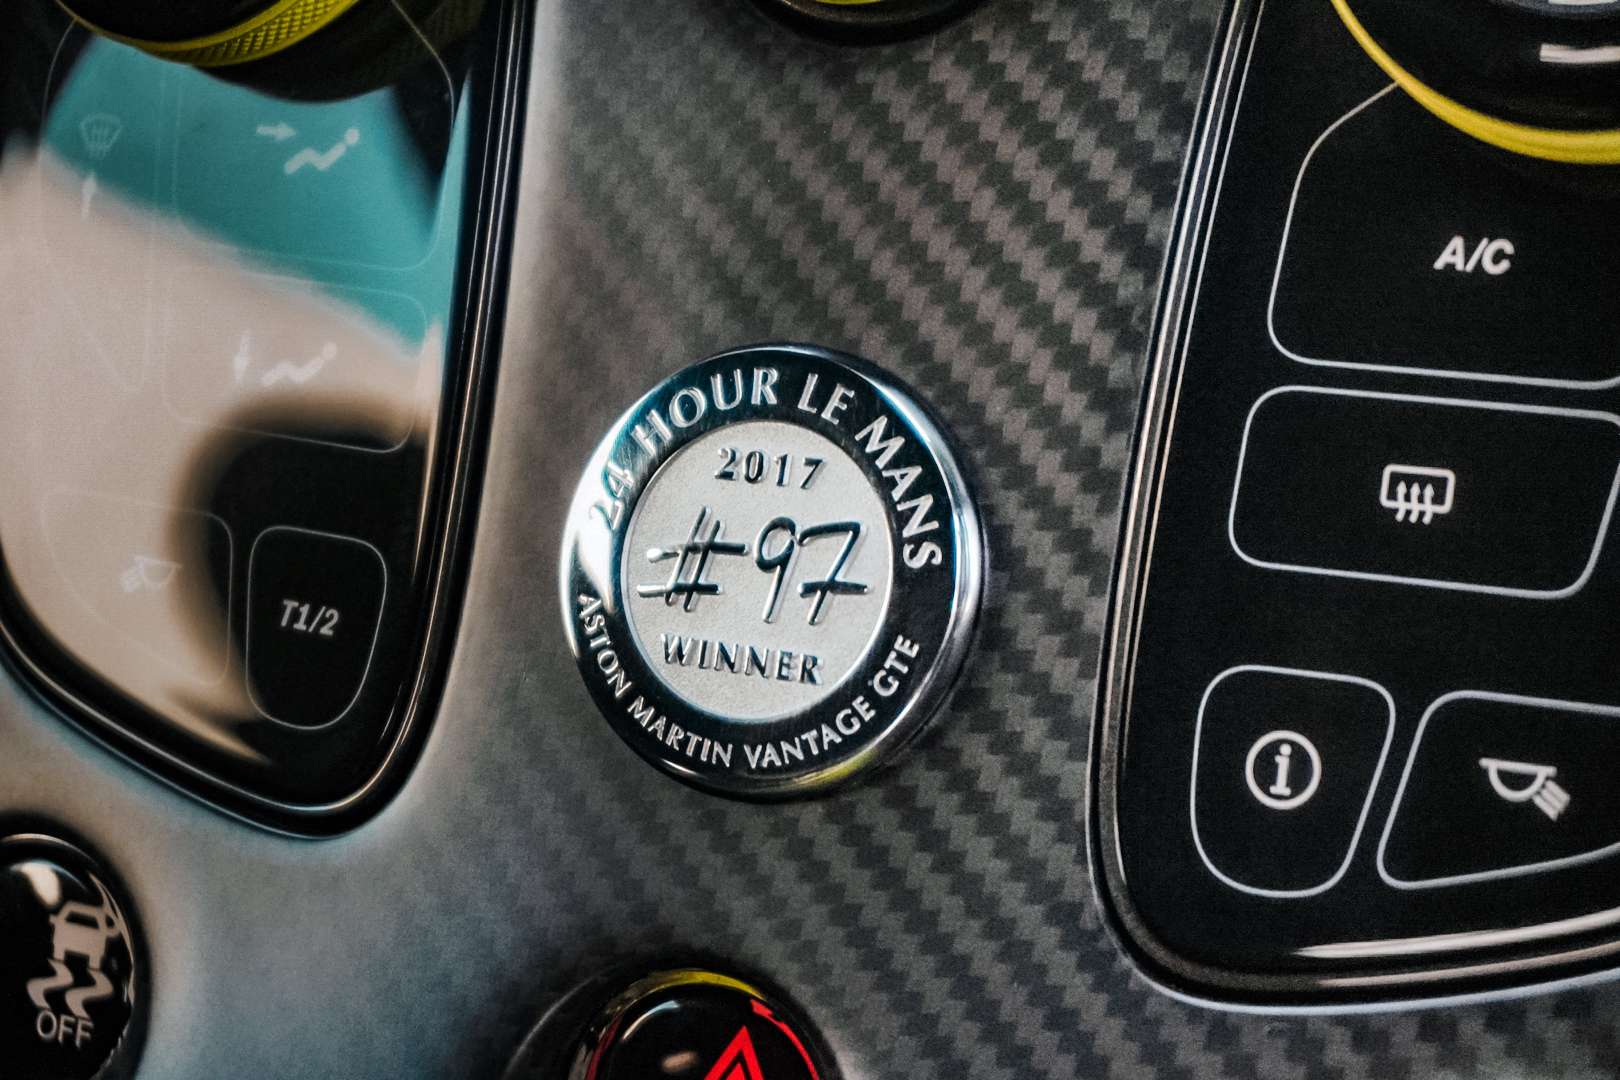 A/C
24 HOUR LE MANS
2017
#97
WINNER
ASTON MARTIN VANTAGE GTE
T1/2
i
OFF